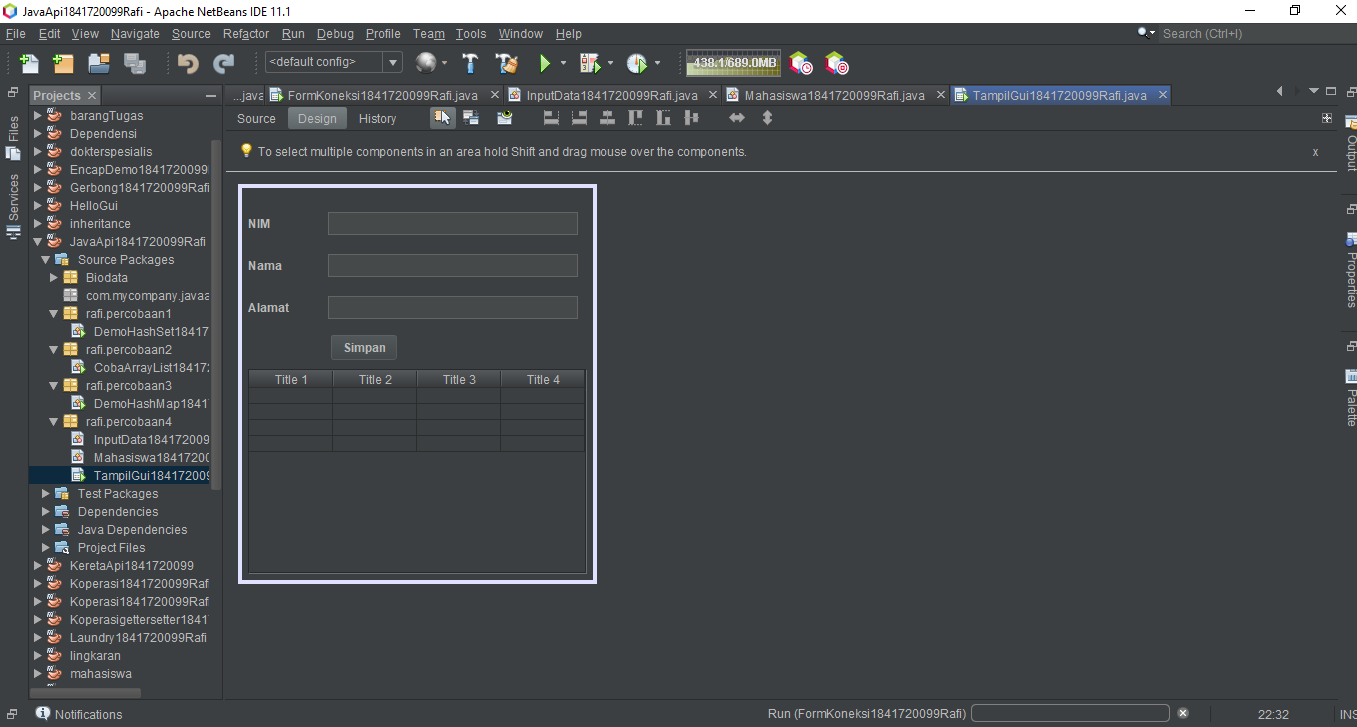 JavaApi1841720099Rafi - Apache NetBeans IDE 11.1
File Edit View Navigate Source Refactor Run Debug Profile Team Tools Window Help
Search (Ctrl+I)
<default config>
438.1/689.0MB
Projects
...java
FormKoneksi1841720099Rafi.java
InputData1841720099Rafi.java
Mahasiswa1841720099Rafi.java
TampilGui1841720099Rafi.java
Source Design History
To select multiple components in an area hold Shift and drag mouse over the components.
x
Files
Services
barangTugas
Dependensi
dokterspesialis
EncapDemo1841720099
Gerbong1841720099Rafi
HelloGui
inheritance
JavaApi1841720099Rafi
Source Packages
Biodata
com.mycompany.javaa
rafi.percobaan1
DemoHashSet18417
rafi.percobaan2
CobaArrayList18417:
rafi.percobaan3
DemoHashMap1841
rafi.percobaan4
InputData184172009
Mahasiswa18417200
TampilGui184172009
Test Packages
Dependencies
Java Dependencies
Project Files
KeretaApi1841720099
Koperasi1841720099Raf
Koperasi1841720099Raf
Koperasigettersetter1841
Laundry1841720099Rafi
lingkaran
mahasiswa
NIM
Nama
Alamat
Simpan
Title 1 Title 2 Title 3 Title 4
Output
Properties
Palette
Notifications
Run (FormKoneksi1841720099Rafi)
22:32
INS